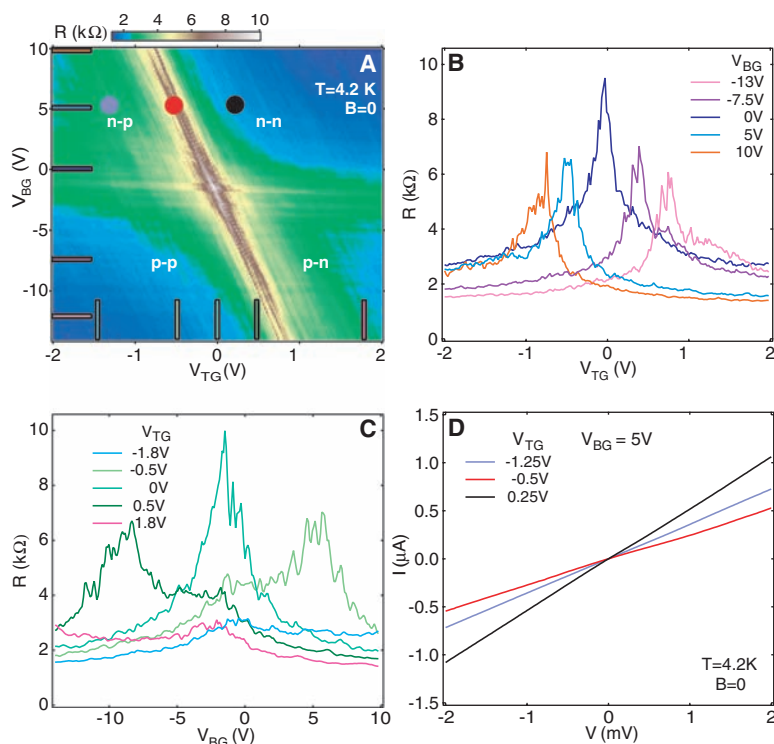 R (kΩ)
2 4 6 8 10
A
T=4.2 K
B=0
n-p
n-n
p-p
p-n
10
5
0
-5
-10
V_BG (V)
-2 -1 0 1 2
V_TG (V)
B
V_BG
-13V
-7.5V
0V
5V
10V
10
8
6
4
2
0
R (kΩ)
-2 -1 0 1 2
V_TG (V)
C
V_TG
-1.8V
-0.5V
0V
0.5V
1.8V
10
8
6
4
2
0
R (kΩ)
-10 -5 0 5 10
V_BG (V)
D
V_TG
V_BG = 5V
-1.25V
-0.5V
0.25V
1.5
1.0
0.5
0.0
-0.5
-1.0
-1.5
I (µA)
T=4.2K
B=0
-2 -1 0 1 2
V (mV)